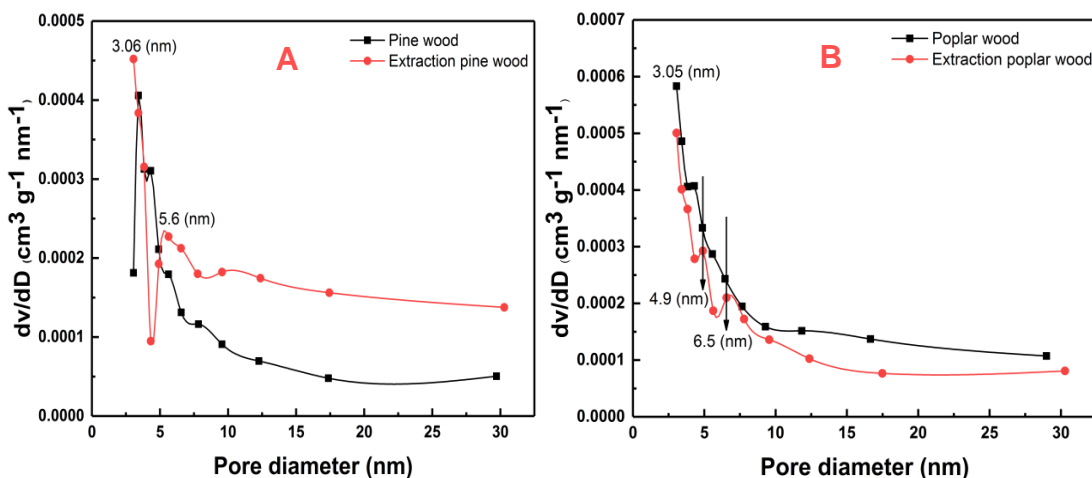 A
Pine wood
Extraction pine wood
3.06 (nm)
5.6 (nm)
dv/dD (cm³ g⁻¹ nm⁻¹)
0.0005
0.0004
0.0003
0.0002
0.0001
0.0000
0 5 10 15 20 25 30
Pore diameter (nm)
B
Poplar wood
Extraction poplar wood
3.05 (nm)
4.9 (nm)
6.5 (nm)
dv/dD (cm³ g⁻¹ nm⁻¹)
0.0007
0.0006
0.0005
0.0004
0.0003
0.0002
0.0001
0.0000
0 5 10 15 20 25 30
Pore diameter (nm)